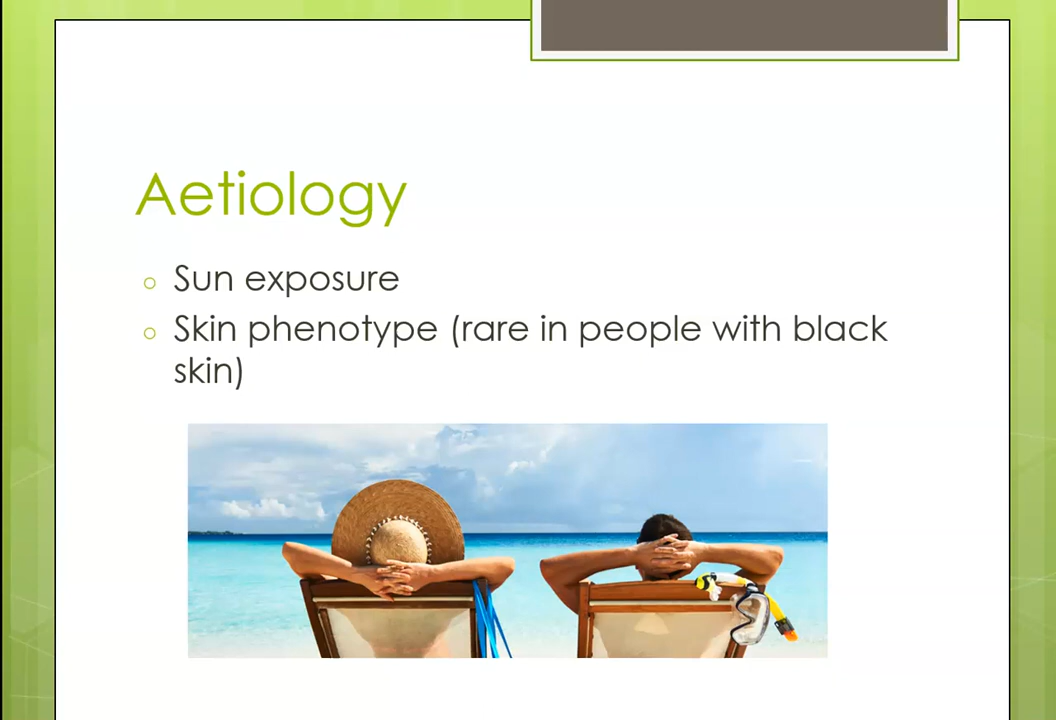 Aetiology
Sun exposure
Skin phenotype (rare in people with black
skin)